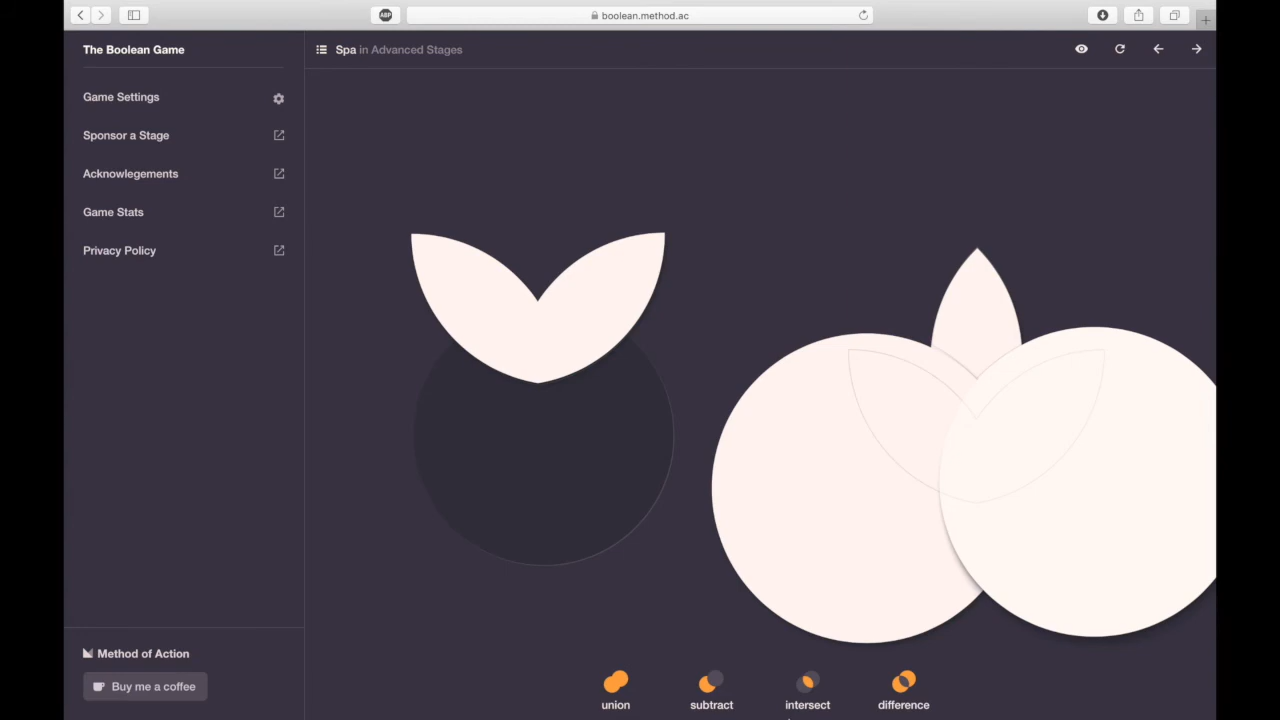 ABP
boolean.method.ac
The Boolean Game
Spa in Advanced Stages
Game Settings
Sponsor a Stage
Acknowlegements
Game Stats
Privacy Policy
Method of Action
Buy me a coffee
union
subtract
intersect
difference